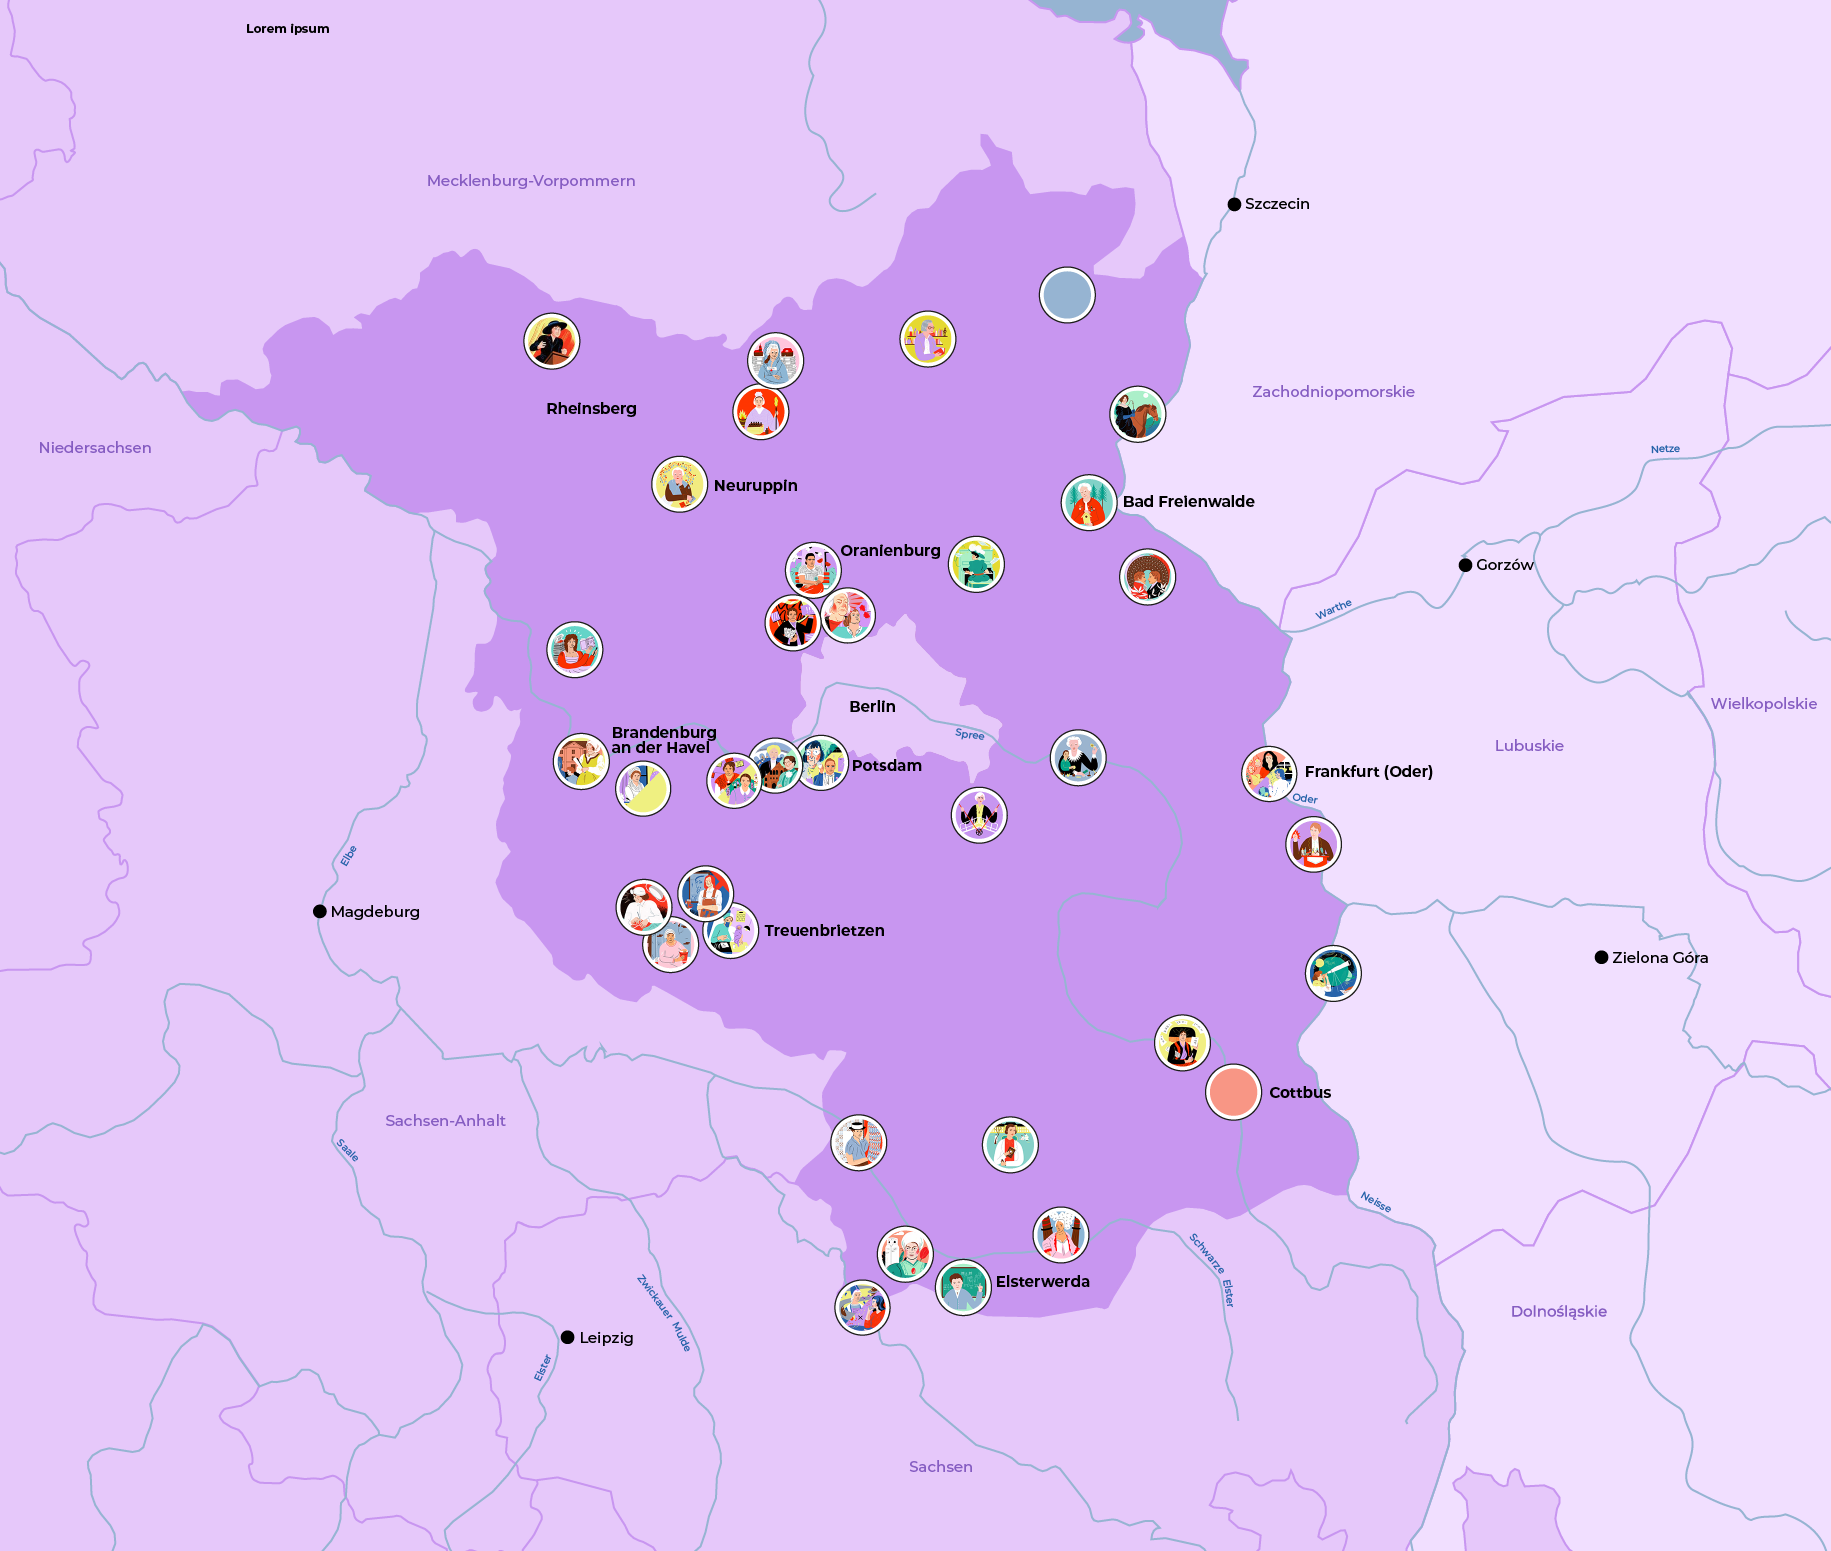 Lorem ipsum
Mecklenburg-Vorpommern
Szczecin
Zachodniopomorskie
Rheinsberg
Niedersachsen
Netze
Neuruppin
Bad Freienwalde
Oranienburg
Gorzów
Warthe
Berlin
Wielkopolskie
Brandenburg
an der Havel
Spree
Lubuskie
Potsdam
Frankfurt (Oder)
Oder
Elbe
Magdeburg
Treuenbrietzen
Zielona Góra
Cottbus
Sachsen-Anhalt
Saale
Neisse
Schwarze Elster
Elsterwerda
Zwickauer Mulde
Dolnośląskie
Leipzig
Elster
Sachsen